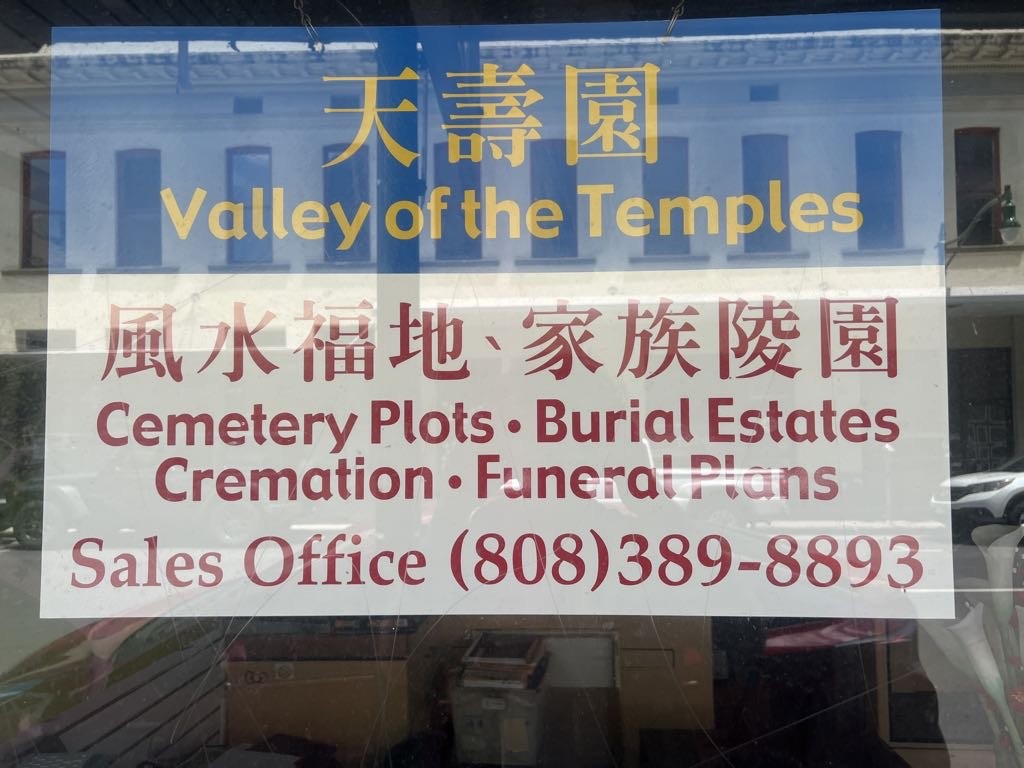 天壽園
Valley of the Temples
風水福地、家族陵園
Cemetery Plots • Burial Estates
Cremation • Funeral Plans
Sales Office (808)389-8893